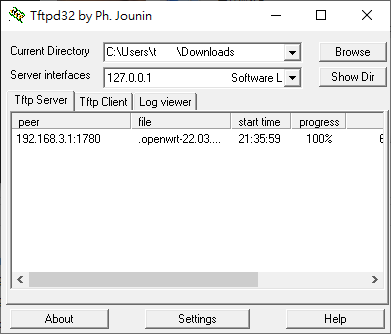 Tftpd32 by Ph. Jounin
Current Directory C:\Users\t \Downloads Browse
Server interfaces 127.0.0.1 Software L Show Dir
Tftp Server Tftp Client Log viewer
peer file start time progress
192.168.3.1:1780 .openwrt-22.03.... 21:35:59 100% 6
About Settings Help